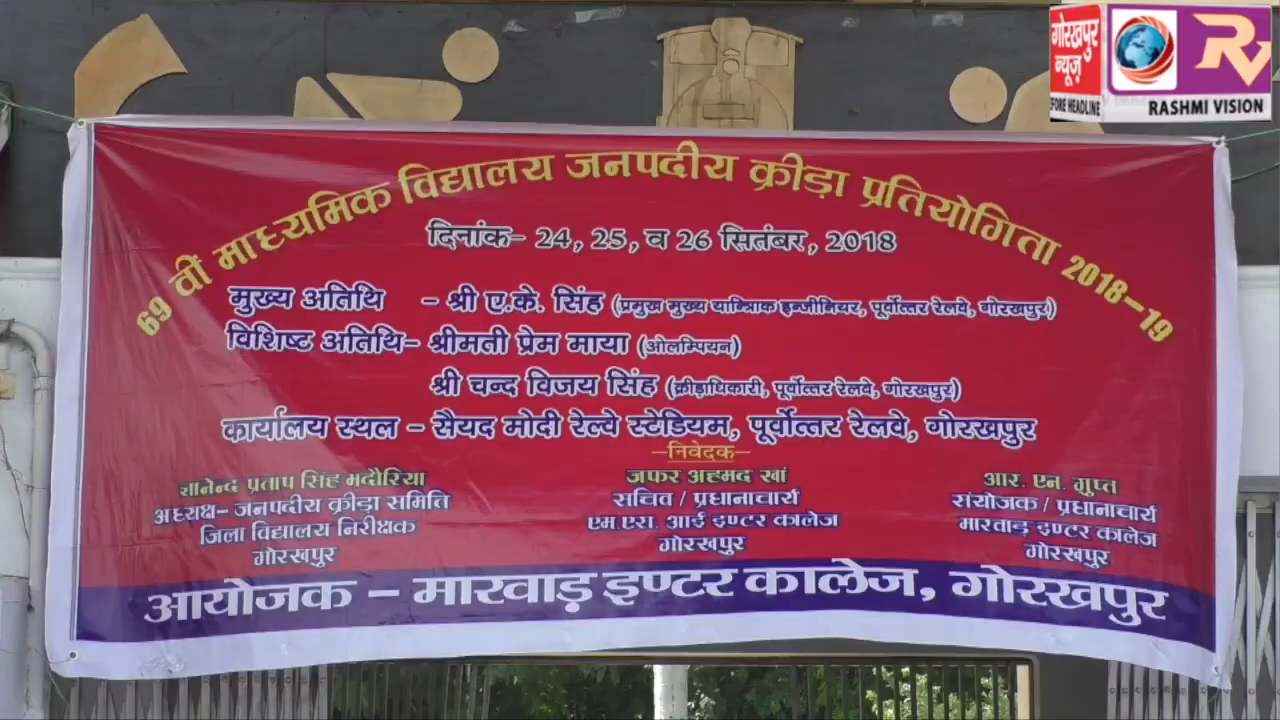 गोरखपुर
न्यूज़
RASHMI VISION
69 वीं माध्यमिक विद्यालय जनपदीय क्रीड़ा प्रतियोगिता 2018-19
दिनांक- 24, 25, व 26 सितंबर, 2018
मुख्य अतिथि - श्री ए.के. सिंह (प्रमुख मुख्य यान्त्रिाक इन्जीनियर, पूर्वोत्तर रेलवे, गोरखपुर)
विशिष्ट अतिथि- श्रीमती प्रेम माया (ओलम्पियन)
श्री चन्द विजय सिंह (क्रीड़ाधिकारी, पूर्वोत्तर रेलवे, गोरखपुर)
कार्यालय स्थल - सैयद मोदी रेल्वे स्टेडियम, पूर्वोत्तर रेलवे, गोरखपुर
-निवेदक-
ज्ञानेन्द प्रताप सिंह भदौरिया
अध्यक्ष- जनपदीय क्रीड़ा समिति
जिला विद्यालय निरीक्षक
गोरखपुर
जफर अहमद खां
सचिव / प्रधानाचार्य
एम.एस. आई इण्टर कालेज
गोरखपुर
आर. एन. गुप्त
संयोजक / प्रधानाचार्य
मारवाड़ इण्टर कालेज
गोरखपुर
आयोजक - मारवाड़ इण्टर कालेज, गोरखपुर